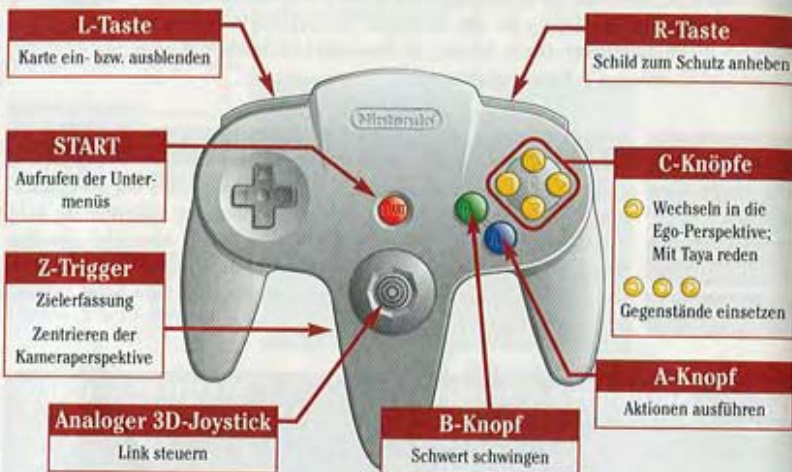 L-Taste
Karte ein- bzw. ausblenden
R-Taste
Schild zum Schutz anheben
Nintendo
START
Aufrufen der Unter-
menüs
START
C-Knöpfe
Wechseln in die
Ego-Perspektive;
Mit Taya reden
Gegenstände einsetzen
Z-Trigger
Zielerfassung
Zentrieren der
Kameraperspektive
B
A
A-Knopf
Aktionen ausführen
Analoger 3D-Joystick
Link steuern
B-Knopf
Schwert schwingen